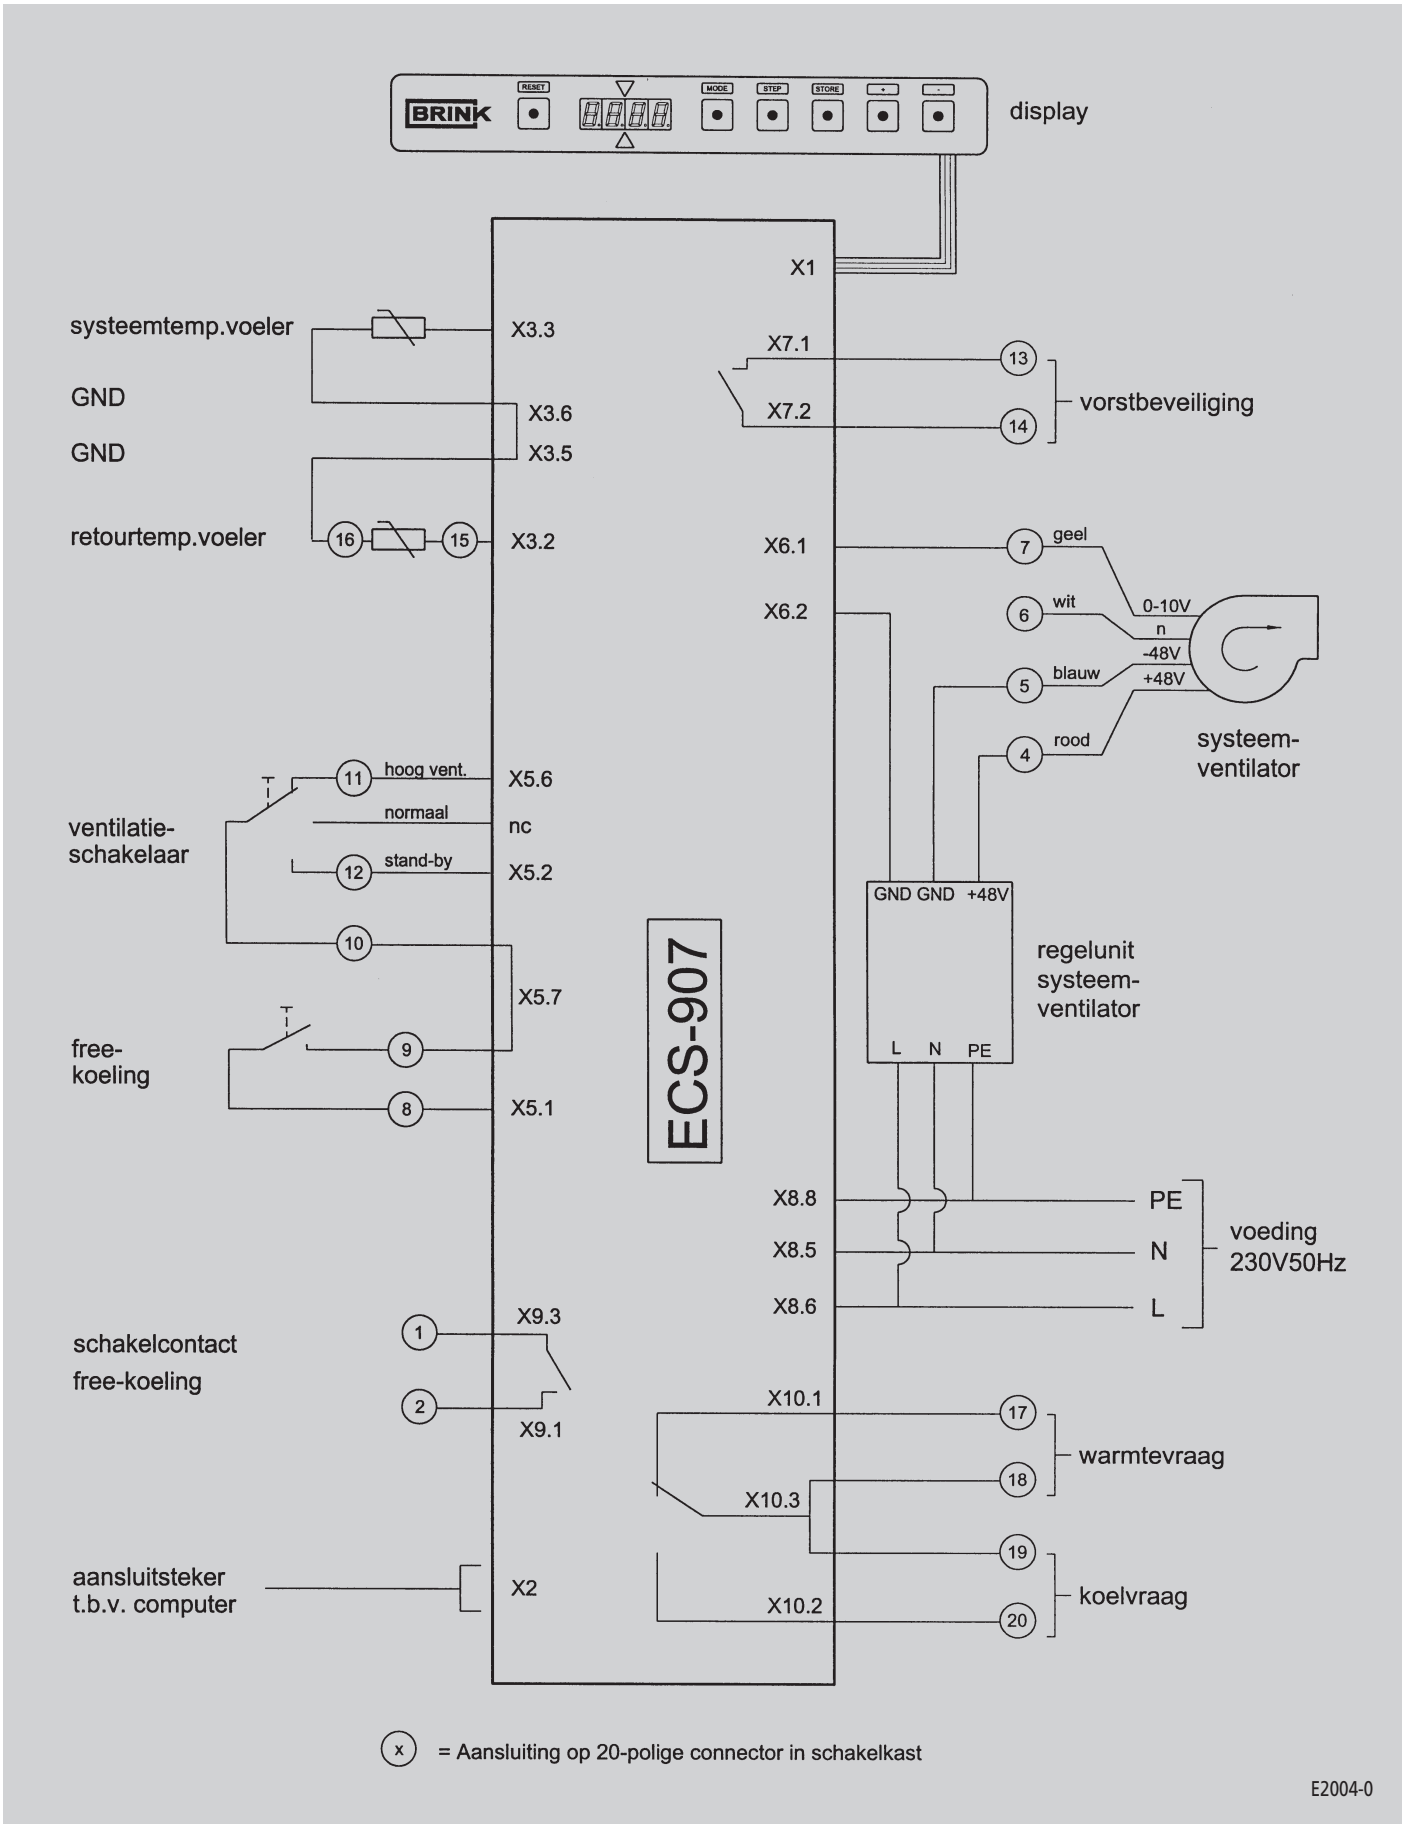 BRINK
RESET
8.8.8.8.
MODE
STEP
STORE
+
-
display
X1
systeemtemp.voeler
X3.3
GND
X3.6
GND
X3.5
retourtemp.voeler
16
15
X3.2
X7.1
13
X7.2
14
vorstbeveiliging
X6.1
7
geel
0-10V
X6.2
6
wit
n
5
blauw
-48V
4
rood
+48V
systeem-
ventilator
ventilatie-
schakelaar
11
hoog vent.
X5.6
normaal
nc
12
stand-by
X5.2
10
X5.7
free-
koeling
9
8
X5.1
ECS-907
GND GND +48V
regelunit
systeem-
ventilator
L N PE
X8.8
PE
X8.5
N
X8.6
L
voeding
230V50Hz
schakelcontact
free-koeling
1
X9.3
2
X9.1
X10.1
17
18
warmtevraag
X10.3
19
X10.2
20
koelvraag
aansluitsteker
t.b.v. computer
X2
x = Aansluiting op 20-polige connector in schakelkast
E2004-0